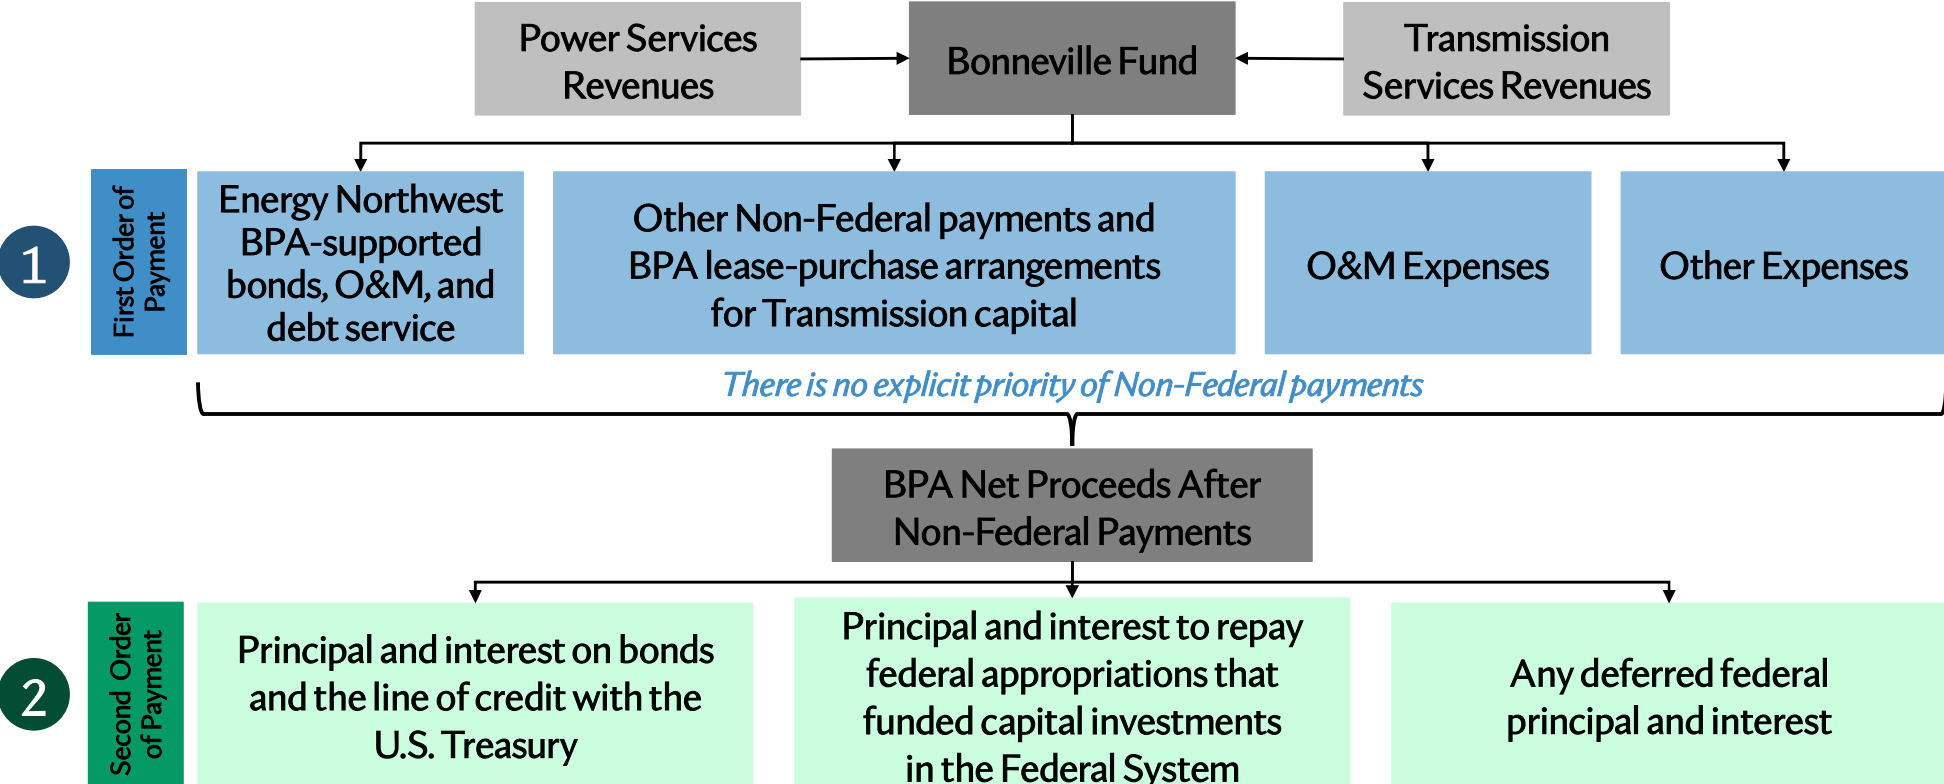 Power Services
Revenues
Bonneville Fund
Transmission
Services Revenues
1
First Order of
Payment
Energy Northwest
BPA-supported
bonds, O&M, and
debt service
Other Non-Federal payments and
BPA lease-purchase arrangements
for Transmission capital
O&M Expenses
Other Expenses
There is no explicit priority of Non-Federal payments
BPA Net Proceeds After
Non-Federal Payments
2
Second Order
of Payment
Principal and interest on bonds
and the line of credit with the
U.S. Treasury
Principal and interest to repay
federal appropriations that
funded capital investments
in the Federal System
Any deferred federal
principal and interest